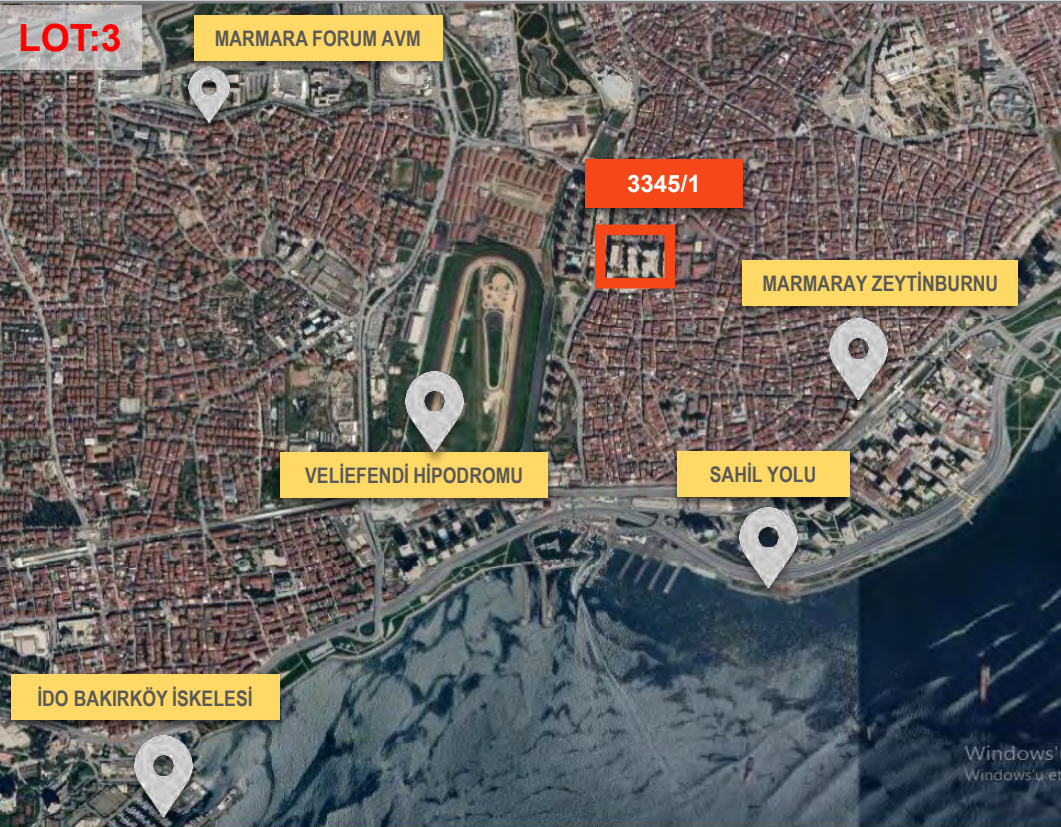 LOT:3
MARMARA FORUM AVM
3345/1
MARMARAY ZEYTİNBURNU
VELİEFENDİ HİPODROMU
SAHİL YOLU
İDO BAKIRKÖY İSKELESİ
Windows'
Windows'u et